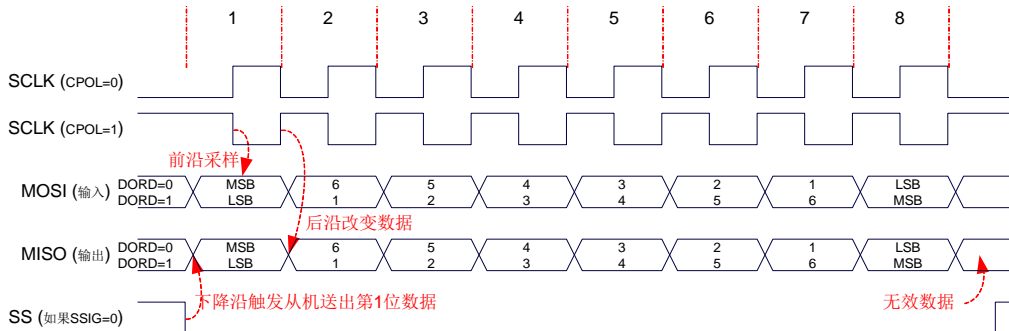 1 2 3 4 5 6 7 8
SCLK (CPOL=0)
SCLK (CPOL=1)
前沿采样
MOSI (输入) DORD=0 MSB 6 5 4 3 2 1 LSB
DORD=1 LSB 1 2 3 4 5 6 MSB
后沿改变数据
MISO (输出) DORD=0 MSB 6 5 4 3 2 1 LSB
DORD=1 LSB 1 2 3 4 5 6 MSB
下降沿触发从机送出第1位数据 无效数据
SS (如果SSIG=0)